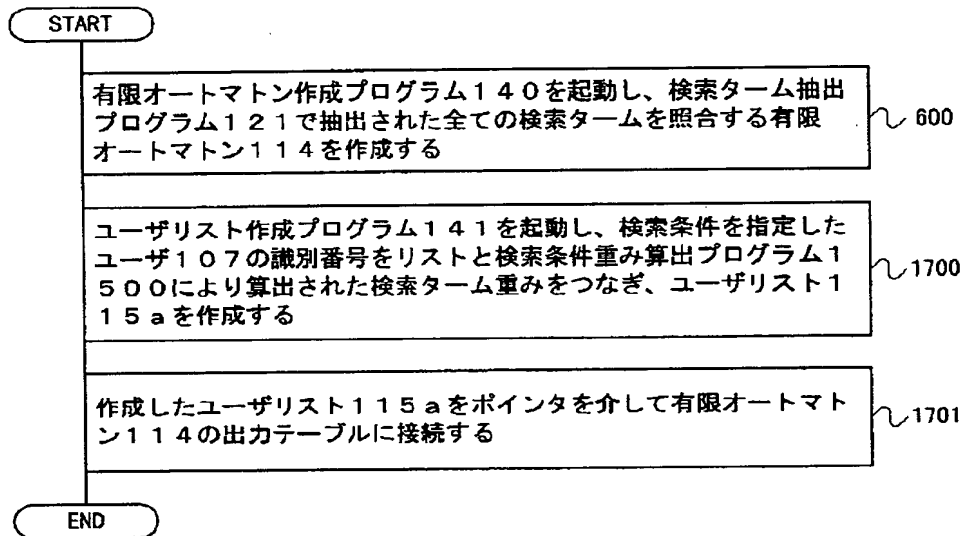 START
有限オートマトン作成プログラム140を起動し、検索ターム抽出
プログラム121で抽出された全ての検索タームを照合する有限
オートマトン114を作成する
600
ユーザリスト作成プログラム141を起動し、検索条件を指定した
ユーザ107の識別番号をリストと検索条件重み算出プログラム1
500により算出された検索ターム重みをつなぎ、ユーザリスト1
15aを作成する
1700
作成したユーザリスト115aをポインタを介して有限オートマト
ン114の出力テーブルに接続する
1701
END